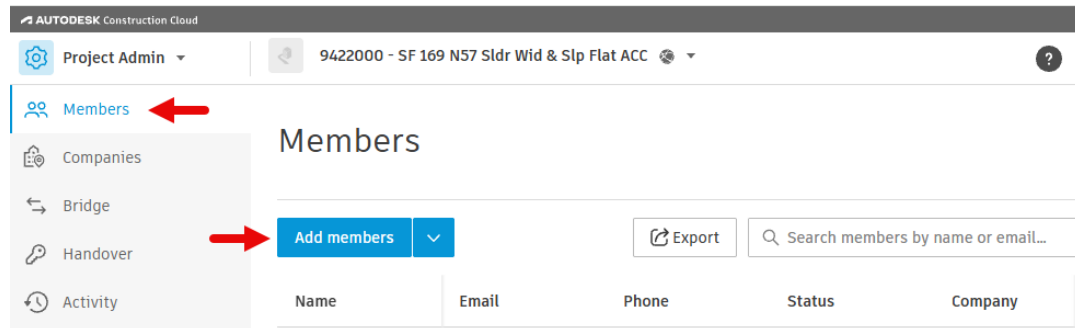 AUTODESK Construction Cloud
Project Admin
9422000 - SF 169 N57 Sldr Wid & Slp Flat ACC
?
Members
Companies
Bridge
Handover
Activity
Members
Add members
Export
Search members by name or email...
Name Email Phone Status Company